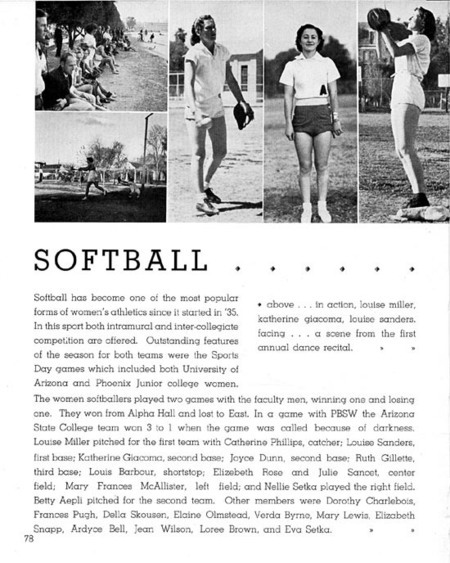 A
SOFTBALL
Softball has become one of the most popular
forms of women's athletics since it started in '35.
In this sport both intramural and inter-collegiate
competition are offered. Outstanding features
of the season for both teams were the Sports
Day games which included both University of
Arizona and Phoenix Junior college women.
• above . . . in action, louise miller,
katherine giacoma, louise sanders.
facing . . . a scene from the first
annual dance recital. » »
The women softballers played two games with the faculty men, winning one and losing
one. They won from Alpha Hall and lost to East. In a game with PBSW the Arizona
State College team won 3 to 1 when the game was called because of darkness.
Louise Miller pitched for the first team with Catherine Phillips, catcher; Louise Sanders,
first base; Katherine Giacoma, second base; Joyce Dunn, second base; Ruth Gillette,
third base; Louis Barbour, shortstop; Elizebeth Rose and Julie Sancet, center
field; Mary Frances McAllister, left field; and Nellie Setka played the right field.
Betty Aepli pitched for the second team. Other members were Dorothy Charlebois,
Frances Pugh, Della Skousen, Elaine Olmstead, Verda Byrne, Mary Lewis, Elizabeth
Snapp, Ardyce Bell, Jean Wilson, Loree Brown, and Eva Setka. » »
78